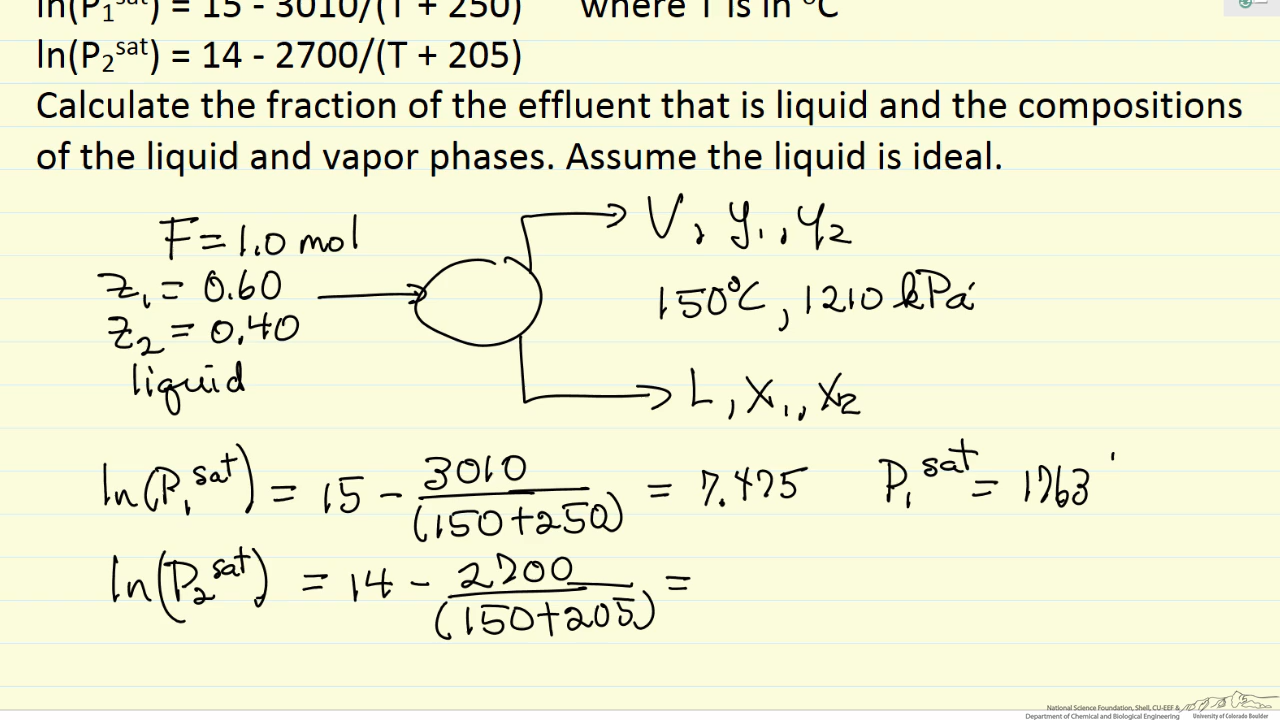 ln(P₁ˢᵃᵗ) = 15 - 3010/(T + 250) where T is in °C
ln(P₂ˢᵃᵗ) = 14 - 2700/(T + 205)
Calculate the fraction of the effluent that is liquid and the compositions
of the liquid and vapor phases. Assume the liquid is ideal.
V, y₁, y₂
F = 1.0 mol
z₁ = 0.60
150°C, 1210 kPa
z₂ = 0.40
liquid
L, x₁, x₂
ln(P₁ˢᵃᵗ) = 15 - 3010/(150+250) = 7.475 P₁ˢᵃᵗ = 1763
ln(P₂ˢᵃᵗ) = 14 - 2700/(150+205) =
National Science Foundation, Shell, CU-EEF &
Department of Chemical and Biological Engineering
University of Colorado Boulder